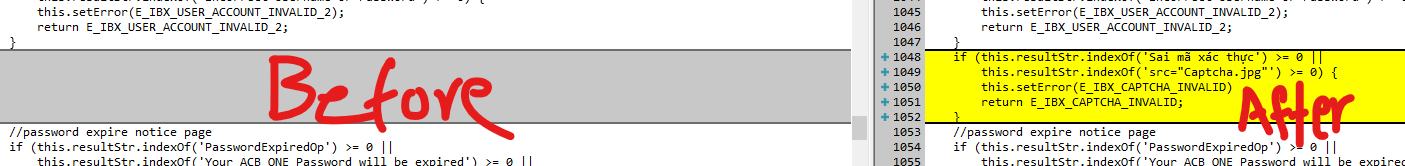 this.setError(E_IBX_USER_ACCOUNT_INVALID_2);
return E_IBX_USER_ACCOUNT_INVALID_2;
}
Before
//password expire notice page
if (this.resultStr.indexOf('PasswordExpiredOp') >= 0 ||
this.resultStr.indexOf('Your ACB ONE Password will be expired') >= 0 ||
1045 this.setError(E_IBX_USER_ACCOUNT_INVALID_2);
1046 return E_IBX_USER_ACCOUNT_INVALID_2;
1047 }
+ 1048 if (this.resultStr.indexOf('Sai mã xác thực') >= 0 ||
+ 1049 this.resultStr.indexOf('src="Captcha.jpg"') >= 0) {
+ 1050 this.setError(E_IBX_CAPTCHA_INVALID)
+ 1051 return E_IBX_CAPTCHA_INVALID;
+ 1052 }
After
1053 //password expire notice page
1054 if (this.resultStr.indexOf('PasswordExpiredOp') >= 0 ||
1055 this.resultStr.indexOf('Your ACB ONE Password will be expired